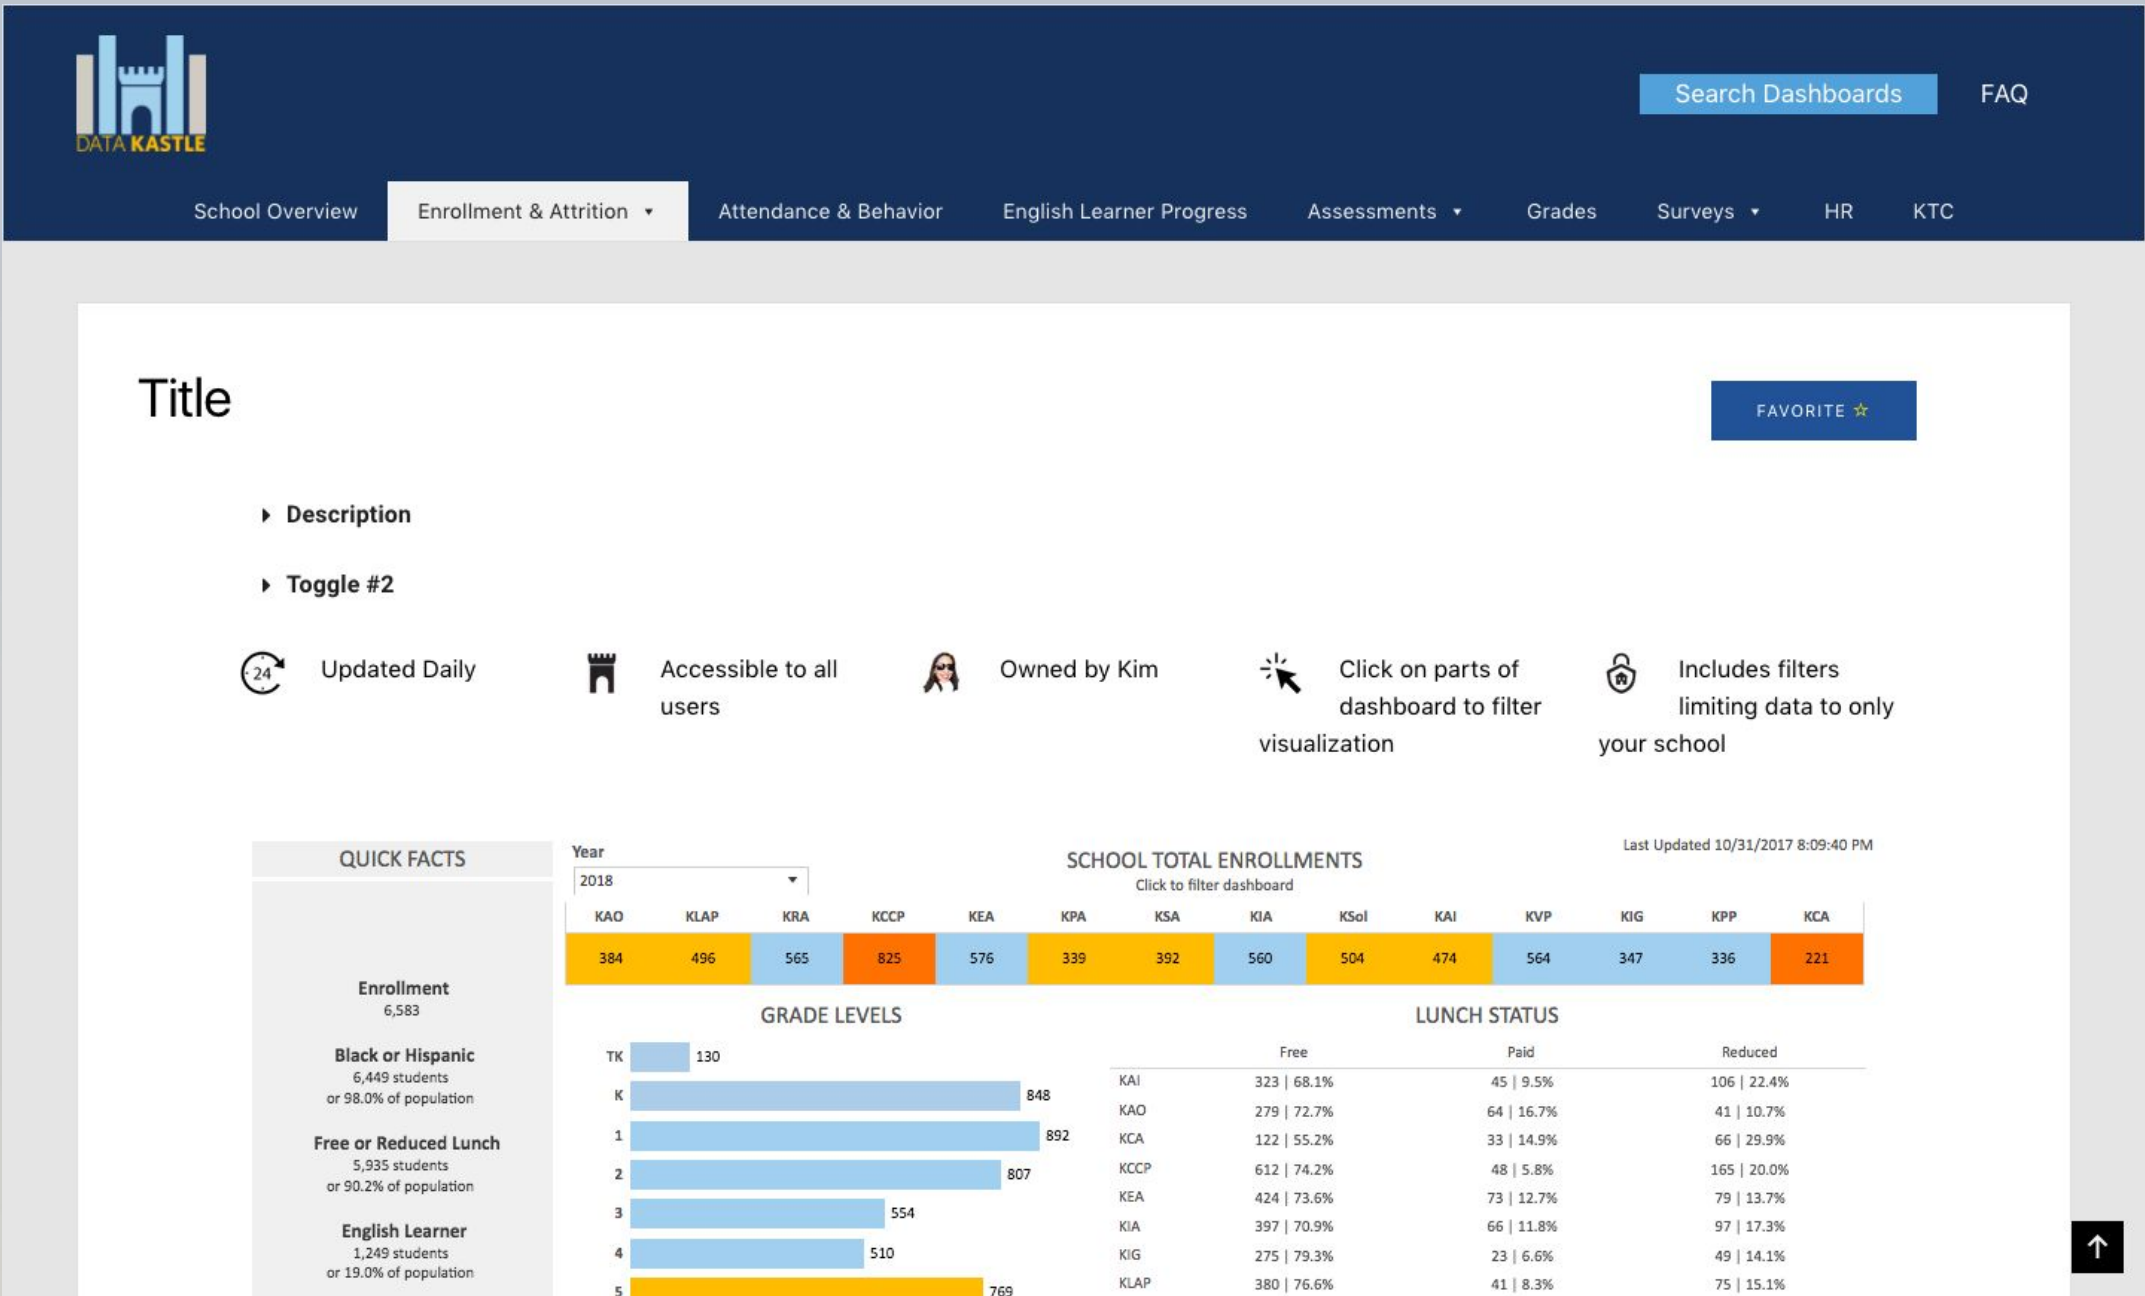 DATA KASTLE
Search Dashboards
FAQ
School Overview
Enrollment & Attrition ▾
Attendance & Behavior
English Learner Progress
Assessments ▾
Grades
Surveys ▾
HR
KTC
Title
FAVORITE ☆
Description
Toggle #2
24
Updated Daily
Accessible to all
users
Owned by Kim
Click on parts of
dashboard to filter
visualization
Includes filters
limiting data to only
your school
QUICK FACTS
Enrollment
6,583
Black or Hispanic
6,449 students
or 98.0% of population
Free or Reduced Lunch
5,935 students
or 90.2% of population
English Learner
1,249 students
or 19.0% of population
Year
2018
SCHOOL TOTAL ENROLLMENTS
Click to filter dashboard
Last Updated 10/31/2017 8:09:40 PM
KAO KLAP KRA KCCP KEA KPA KSA KIA KSol KAI KVP KIG KPP KCA
384 496 565 825 576 339 392 560 504 474 564 347 336 221
GRADE LEVELS
TK 130
K 848
1 892
2 807
3 554
4 510
5 769
LUNCH STATUS
Free Paid Reduced
KAI 323 | 68.1% 45 | 9.5% 106 | 22.4%
KAO 279 | 72.7% 64 | 16.7% 41 | 10.7%
KCA 122 | 55.2% 33 | 14.9% 66 | 29.9%
KCCP 612 | 74.2% 48 | 5.8% 165 | 20.0%
KEA 424 | 73.6% 73 | 12.7% 79 | 13.7%
KIA 397 | 70.9% 66 | 11.8% 97 | 17.3%
KIG 275 | 79.3% 23 | 6.6% 49 | 14.1%
KLAP 380 | 76.6% 41 | 8.3% 75 | 15.1%